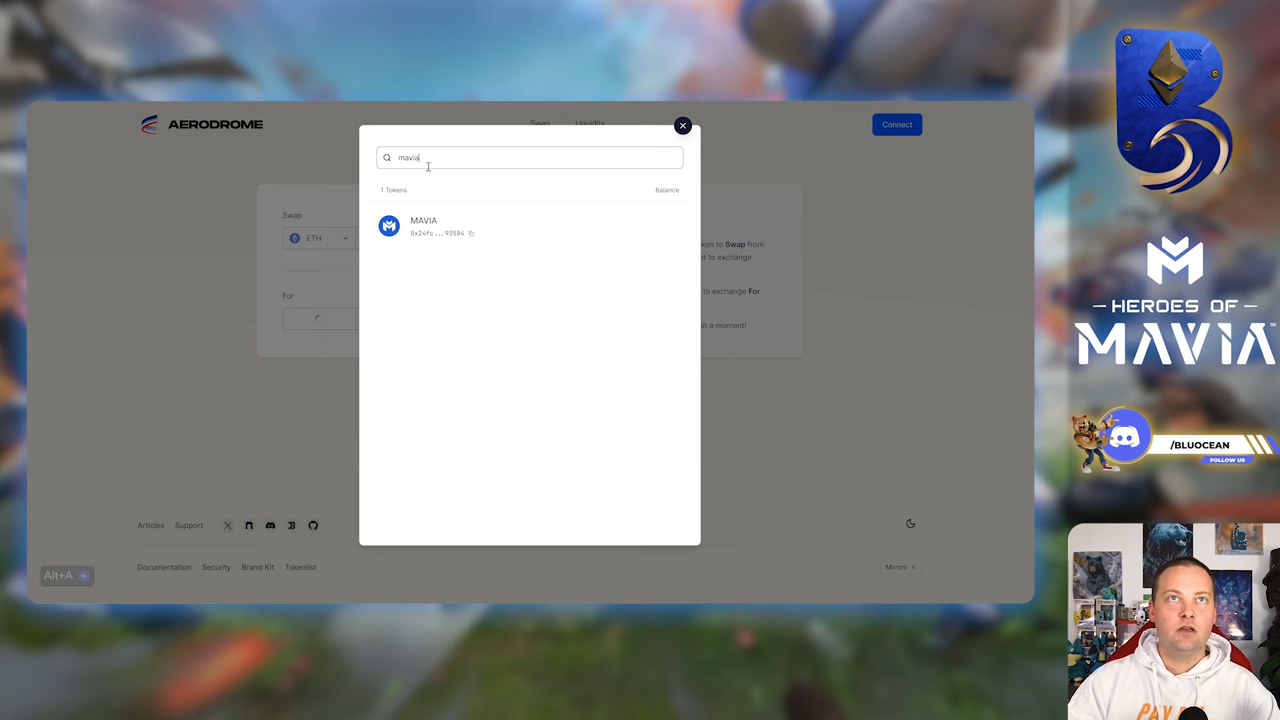 AERODROME
Swap
Liquidity
Connect
mavia
1 Tokens
Balance
MAVIA
0x24fc...93584
Swap
ETH
For
ken to Swap from
t to exchange
to exchange For
in a moment!
Articles
Support
Documentation
Security
Brand Kit
Tokenlist
Mirrors
Alt+A
HEROES OF
MAVIA™
/BLUOCEAN
FOLLOW US